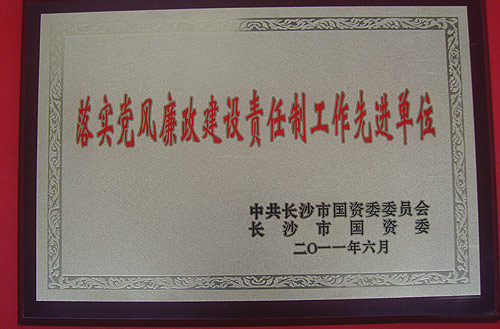 落实党风廉政建设责任制工作先进单位
中共长沙市国资委委员会
长沙市国资委
二〇一一年六月